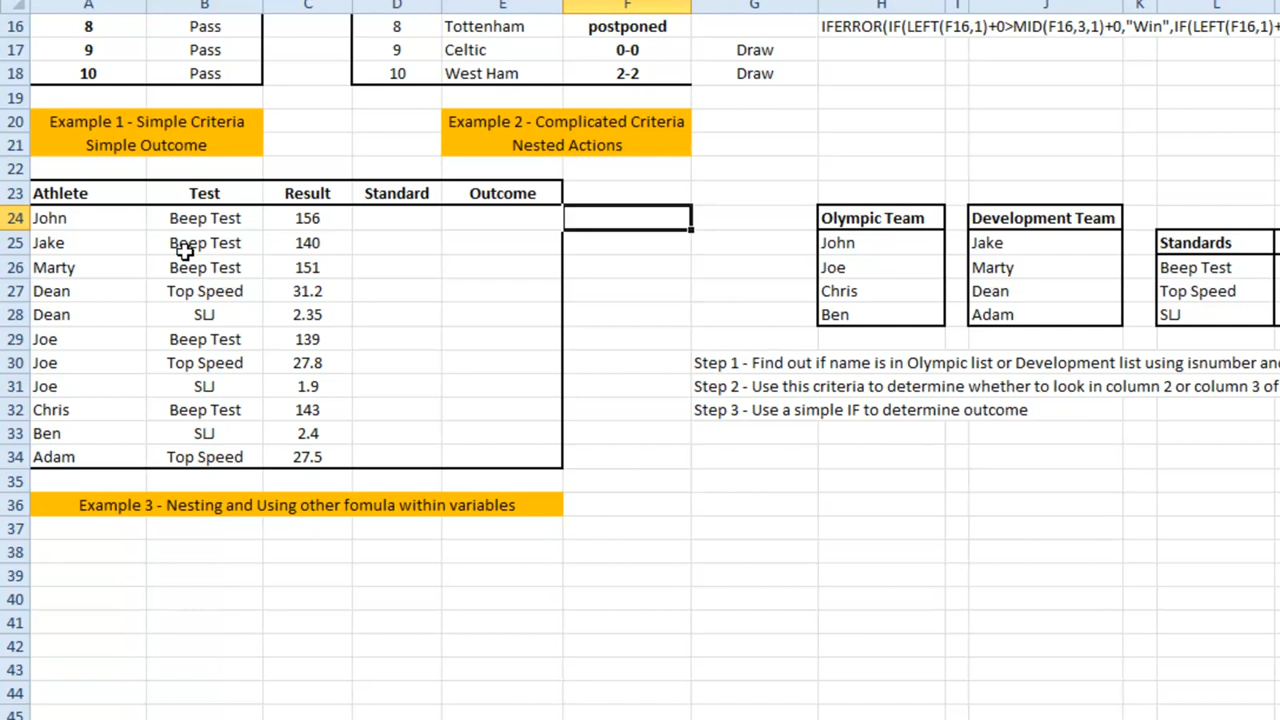 A B C D E F G H I J K L
16 8 Pass 8 Tottenham postponed IFERROR(IF(LEFT(F16,1)+0>MID(F16,3,1)+0,"Win",IF(LEFT(F16,1)+
17 9 Pass 9 Celtic 0-0 Draw
18 10 Pass 10 West Ham 2-2 Draw
19
20 Example 1 - Simple Criteria Example 2 - Complicated Criteria
21 Simple Outcome Nested Actions
22
23 Athlete Test Result Standard Outcome
24 John Beep Test 156 Olympic Team Development Team
25 Jake Beep Test 140 John Jake Standards
26 Marty Beep Test 151 Joe Marty Beep Test
27 Dean Top Speed 31.2 Chris Dean Top Speed
28 Dean SLJ 2.35 Ben Adam SLJ
29 Joe Beep Test 139
30 Joe Top Speed 27.8 Step 1 - Find out if name is in Olympic list or Development list using isnumber an
31 Joe SLJ 1.9 Step 2 - Use this criteria to determine whether to look in column 2 or column 3 of
32 Chris Beep Test 143 Step 3 - Use a simple IF to determine outcome
33 Ben SLJ 2.4
34 Adam Top Speed 27.5
35
36 Example 3 - Nesting and Using other fomula within variables
37
38
39
40
41
42
43
44
45